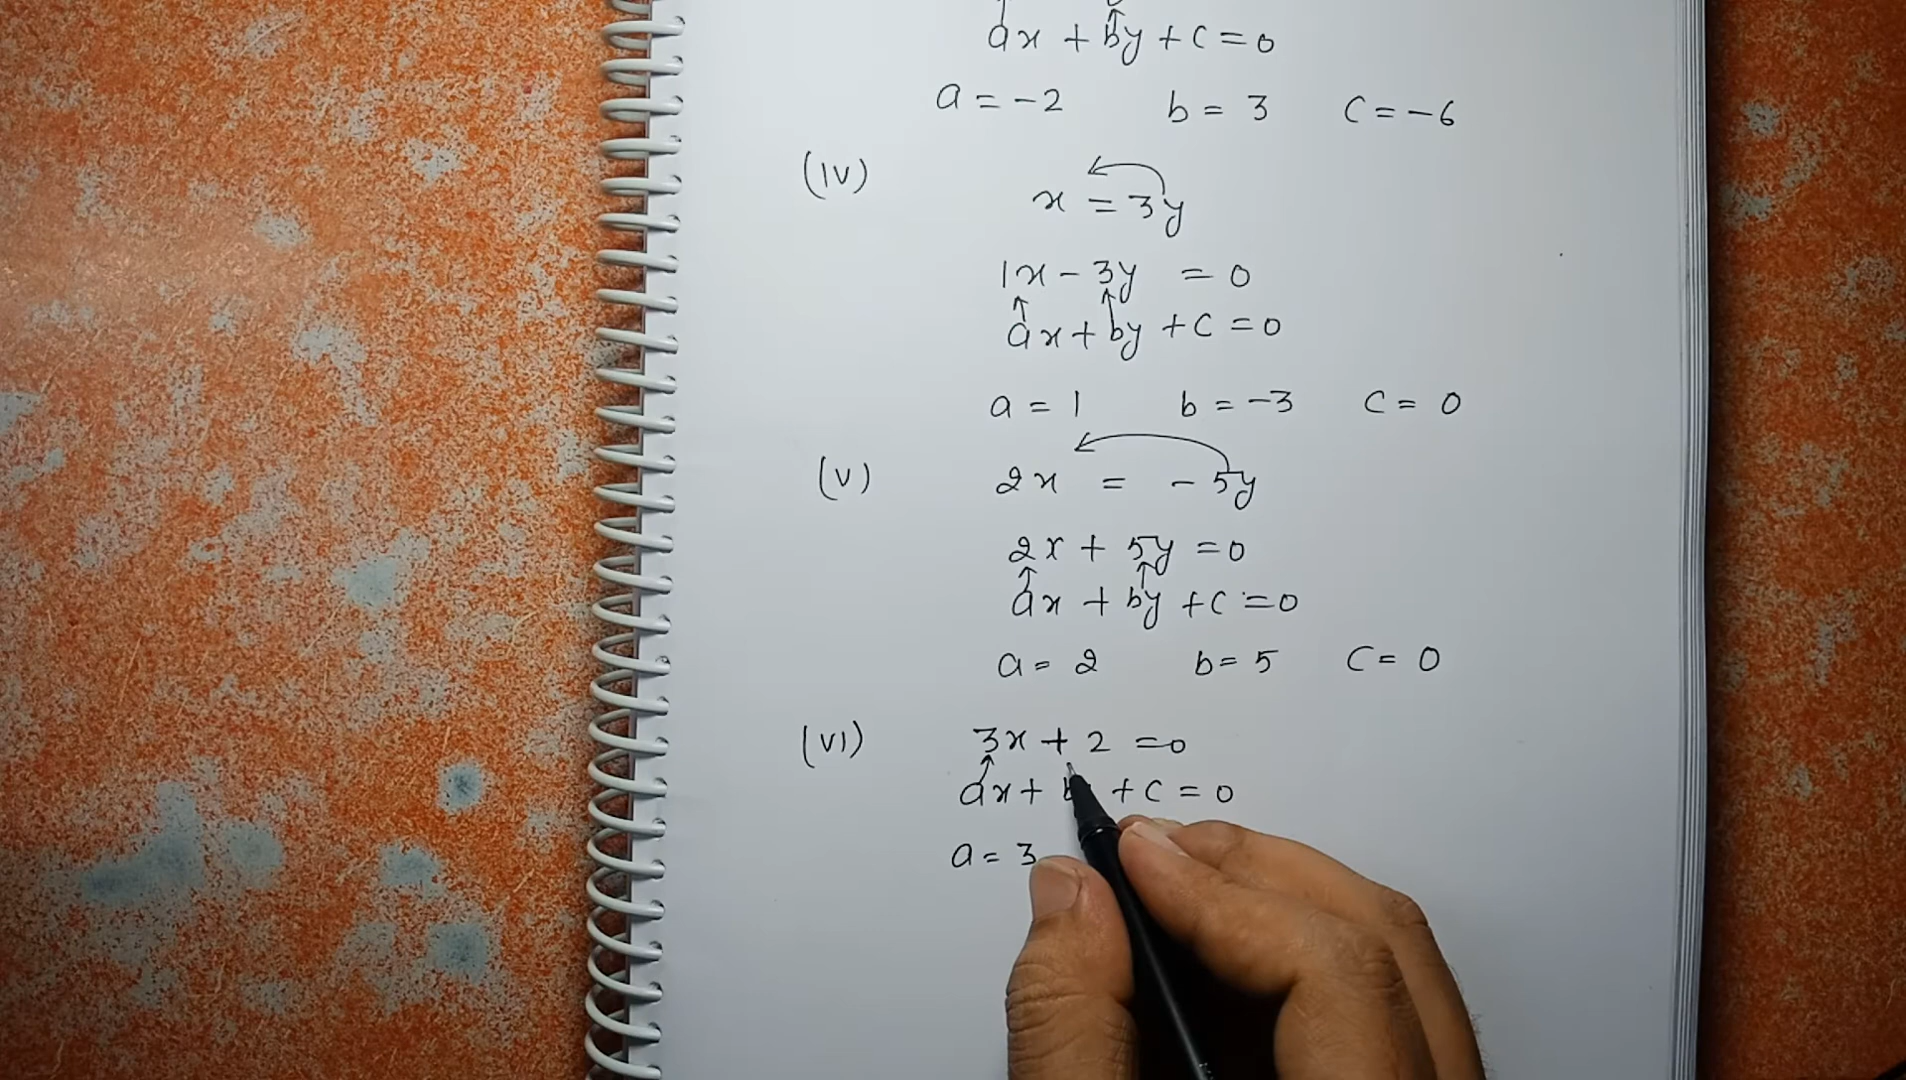 ax + by + c = 0
a = -2 b = 3 c = -6
(iv) x = 3y
1x - 3y = 0
ax + by + c = 0
a = 1 b = -3 c = 0
(v) 2x = - 5y
2x + 5y = 0
ax + by + c = 0
a = 2 b = 5 c = 0
(vi) 3x + 2 = 0
ax + b + c = 0
a = 3